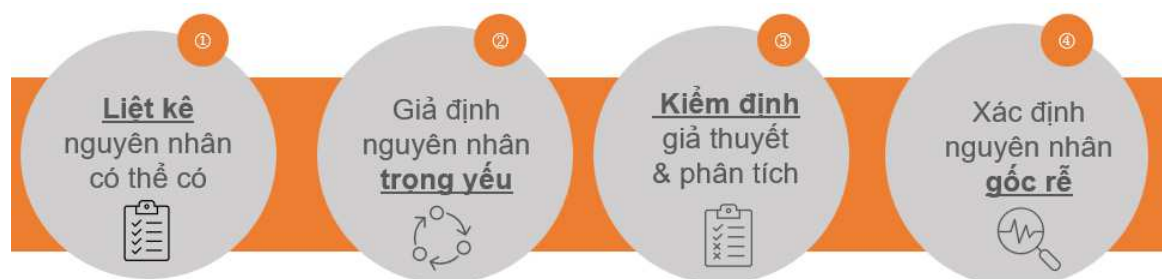 ①
Liệt kê
nguyên nhân
có thể có
②
Giả định
nguyên nhân
trọng yếu
③
Kiểm định
giả thuyết
& phân tích
④
Xác định
nguyên nhân
gốc rễ